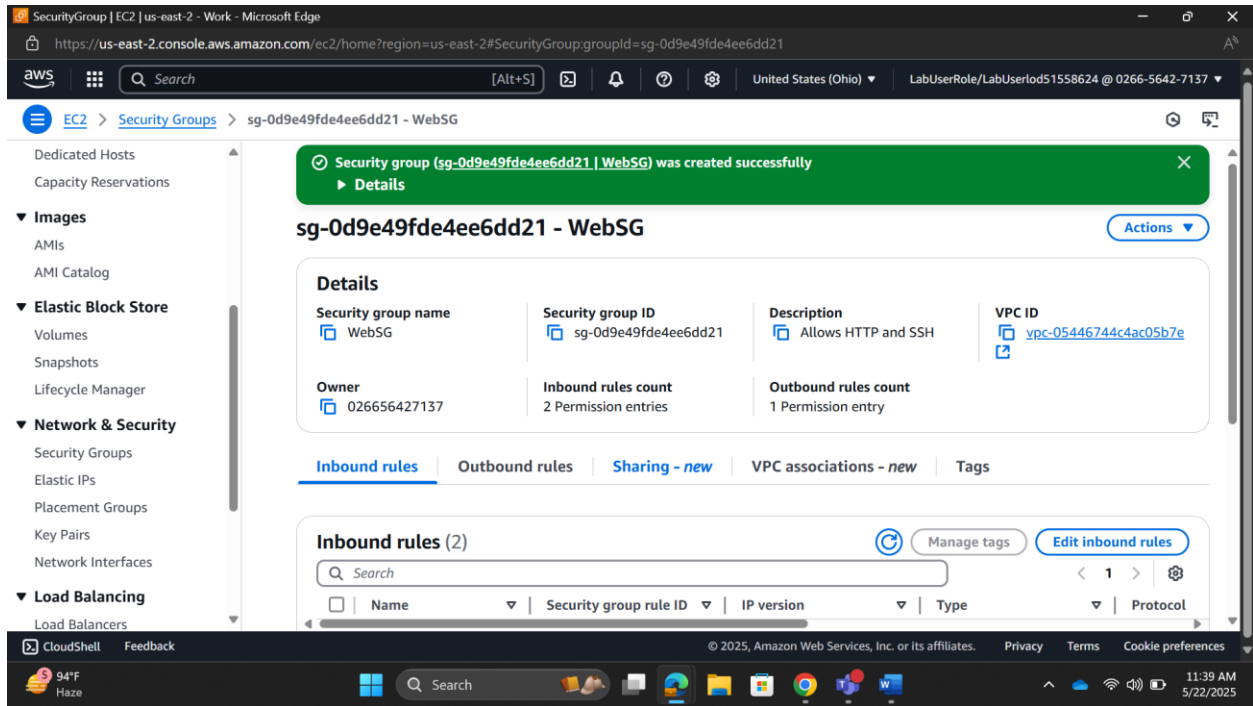 SecurityGroup | EC2 | us-east-2 - Work - Microsoft Edge
https://us-east-2.console.aws.amazon.com/ec2/home?region=us-east-2#SecurityGroup:groupId=sg-0d9e49fde4ee6dd21
aws Search [Alt+S] United States (Ohio) LabUserRole/LabUserlod51558624 @ 0266-5642-7137
EC2 > Security Groups > sg-0d9e49fde4ee6dd21 - WebSG
Dedicated Hosts
Capacity Reservations
Images
AMIs
AMI Catalog
Elastic Block Store
Volumes
Snapshots
Lifecycle Manager
Network & Security
Security Groups
Elastic IPs
Placement Groups
Key Pairs
Network Interfaces
Load Balancing
Load Balancers
Security group (sg-0d9e49fde4ee6dd21 | WebSG) was created successfully
Details
sg-0d9e49fde4ee6dd21 - WebSG Actions
Details
Security group name Security group ID Description VPC ID
WebSG sg-0d9e49fde4ee6dd21 Allows HTTP and SSH vpc-05446744c4ac05b7e
Owner Inbound rules count Outbound rules count
026656427137 2 Permission entries 1 Permission entry
Inbound rules Outbound rules Sharing - new VPC associations - new Tags
Inbound rules (2) Manage tags Edit inbound rules
Search < 1 >
Name Security group rule ID IP version Type Protocol
CloudShell Feedback © 2025, Amazon Web Services, Inc. or its affiliates. Privacy Terms Cookie preferences
5 94°F Search 11:39 AM
Haze 5/22/2025